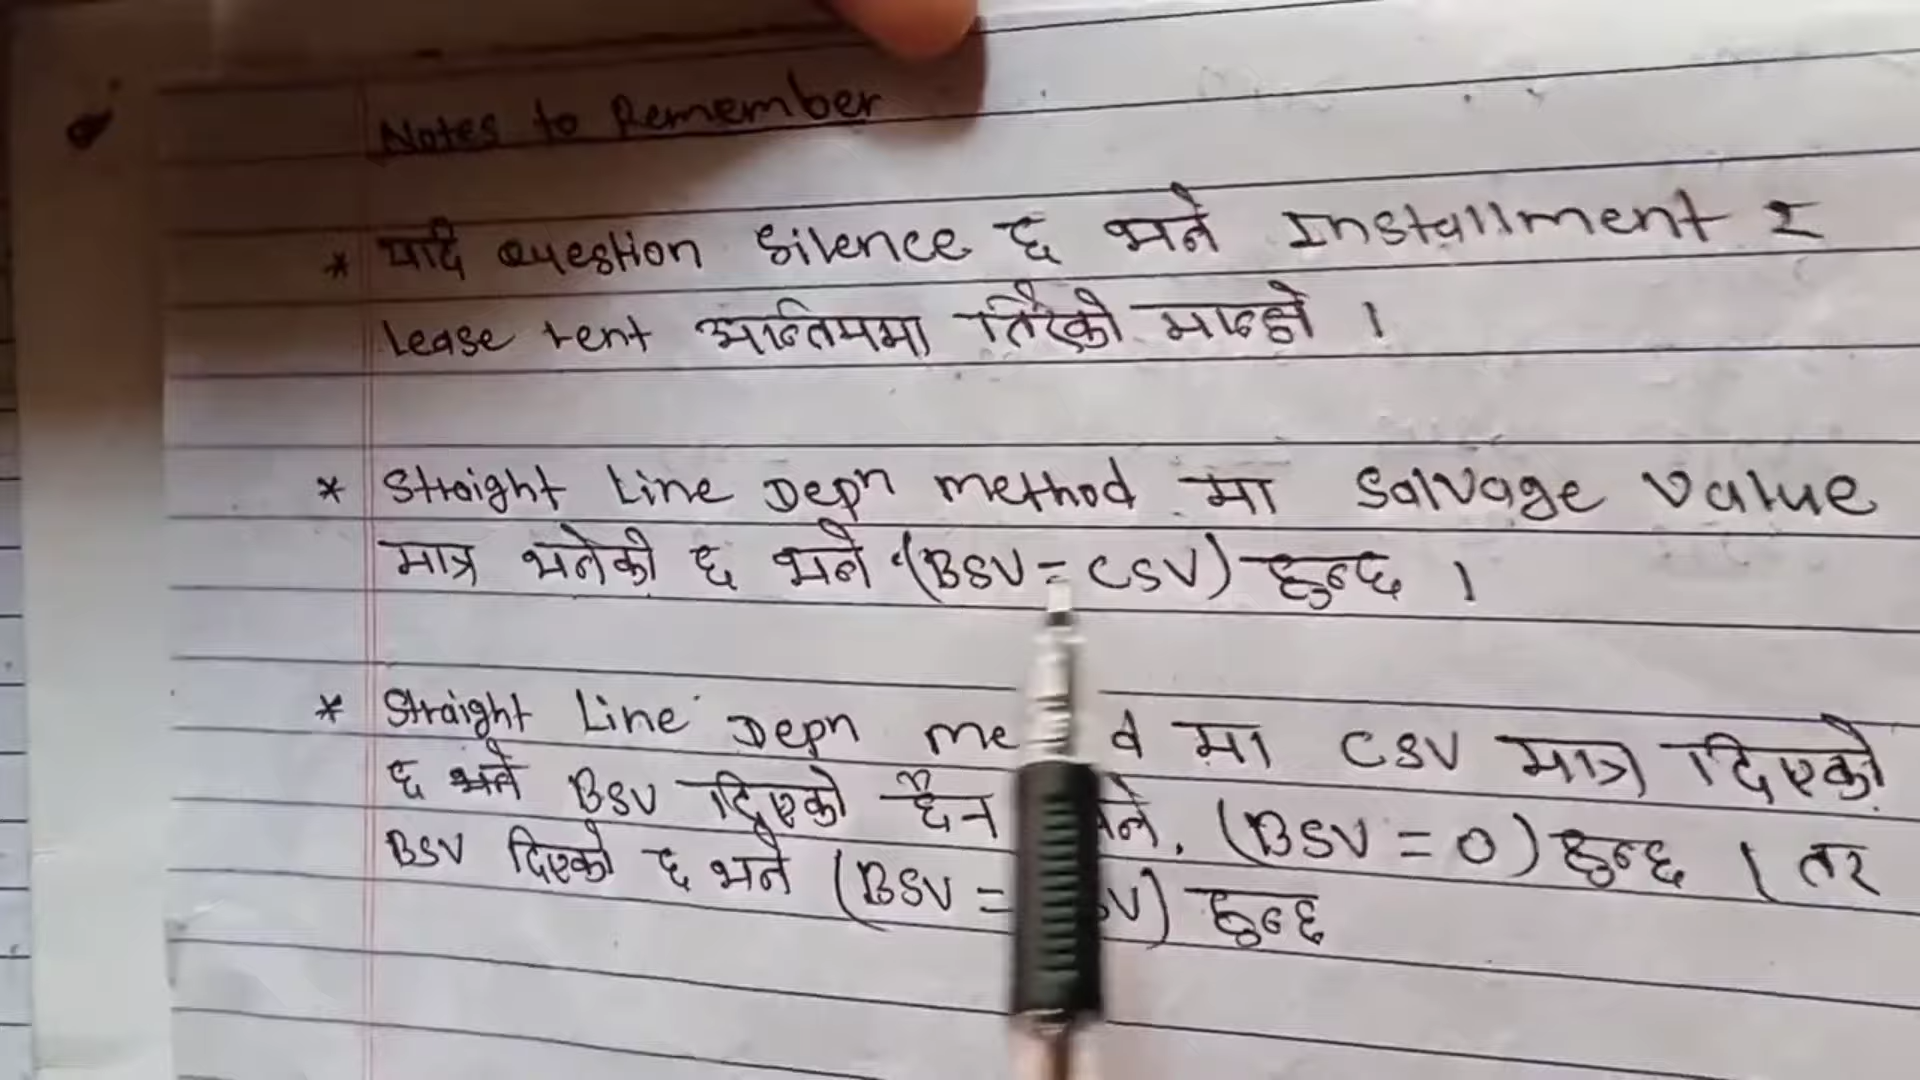 Notes to Remember
* यदि question silence छ भने Installment र
Lease rent अन्तिममा तिरेको मान्ने ।
* Straight Line Depn method मा Salvage value
मात्र भनेको छ भने (BSV = CSV) हुन्छ ।
* Straight Line Depn me d मा CSV मात्र दिएको
छ भने BSV दिएको छैन भने, (BSV = 0) हुन्छ । तर
BSV दिएको छ भने (BSV = SV) हुन्छ